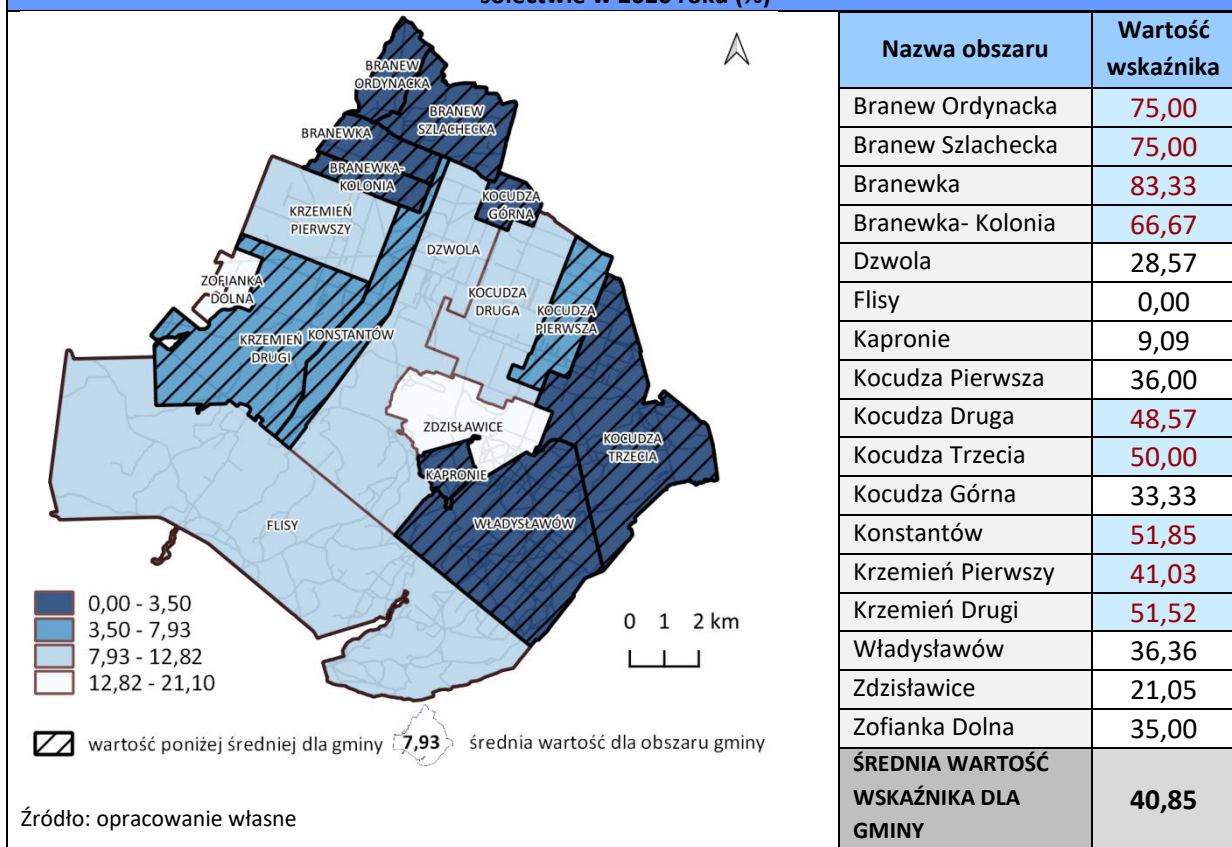 sołectwie w 2020 roku (%)
BRANEW
ORDYNACKA
BRANEW
SZLACHECKA
BRANEWKA
BRANEWKA-
KOLONIA
KOCUDZA
GÓRNA
KRZEMIEŃ
PIERWSZY
DZWOLA
ZOFIANKA
DOLNA
KOCUDZA
DRUGA
KOCUDZA
PIERWSZA
KRZEMIEŃ
DRUGI
KONSTANTÓW
ZDZISŁAWICE
KOCUDZA
TRZECIA
KAPRONIE
WŁADYSŁAWÓW
FLISY
0,00 - 3,50
3,50 - 7,93
7,93 - 12,82
12,82 - 21,10
0 1 2 km
wartość poniżej średniej dla gminy 7,93 średnia wartość dla obszaru gminy
Źródło: opracowanie własne
Nazwa obszaru Wartość
wskaźnika
Branew Ordynacka 75,00
Branew Szlachecka 75,00
Branewka 83,33
Branewka- Kolonia 66,67
Dzwola 28,57
Flisy 0,00
Kapronie 9,09
Kocudza Pierwsza 36,00
Kocudza Druga 48,57
Kocudza Trzecia 50,00
Kocudza Górna 33,33
Konstantów 51,85
Krzemień Pierwszy 41,03
Krzemień Drugi 51,52
Władysławów 36,36
Zdzisławice 21,05
Zofianka Dolna 35,00
ŚREDNIA WARTOŚĆ
WSKAŹNIKA DLA 40,85
GMINY